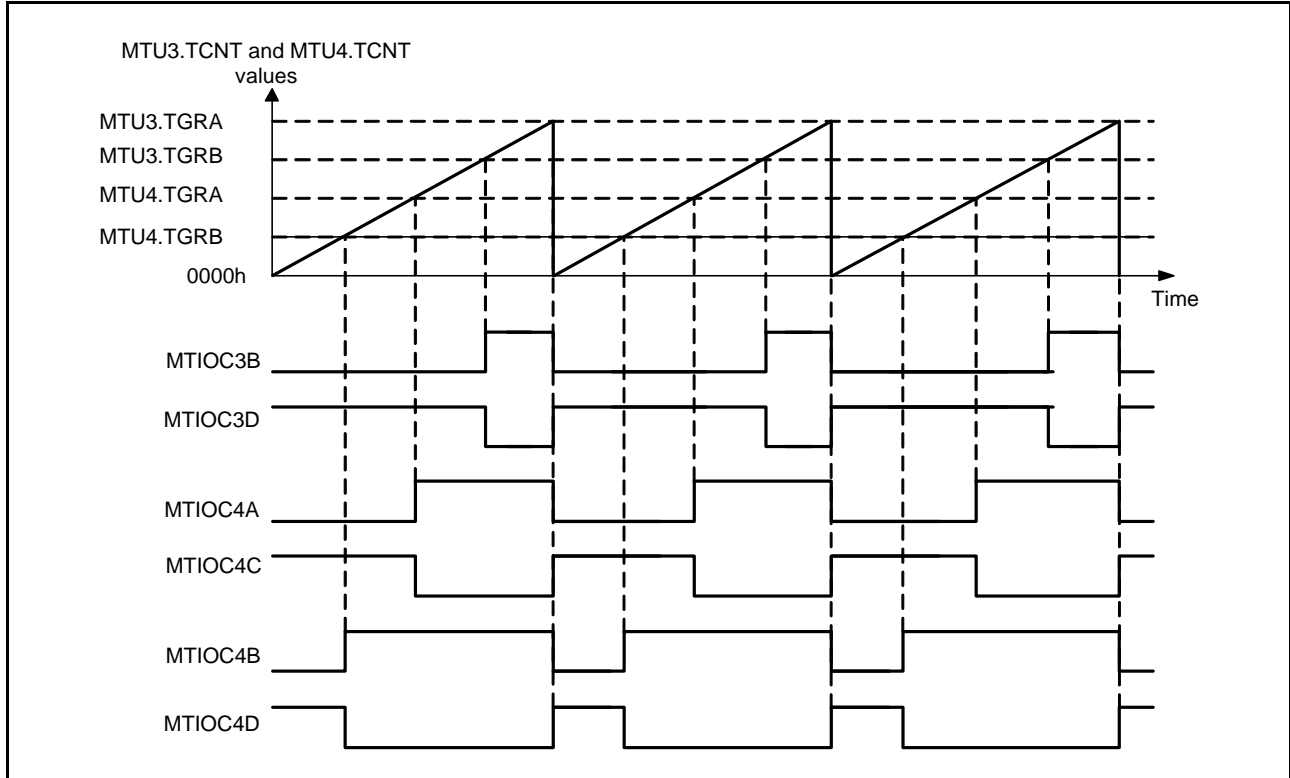 MTU3.TCNT and MTU4.TCNT
values
MTU3.TGRA
MTU3.TGRB
MTU4.TGRA
MTU4.TGRB
0000h
Time
MTIOC3B
MTIOC3D
MTIOC4A
MTIOC4C
MTIOC4B
MTIOC4D